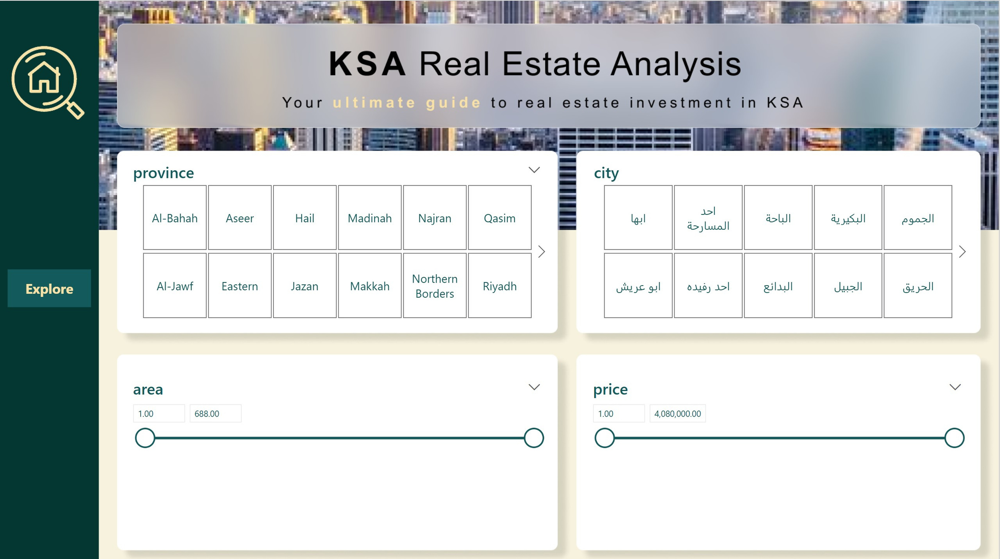 KSA Real Estate Analysis
Your ultimate guide to real estate investment in KSA
Explore
province
Al-Bahah
Aseer
Hail
Madinah
Najran
Qasim
Al-Jawf
Eastern
Jazan
Makkah
Northern
Borders
Riyadh
city
ابها
احد
المسارحة
الباحة
البكيرية
الجموم
ابو عريش
احد رفيده
البدائع
الجبيل
الحريق
area
1.00
688.00
price
1.00
4,080,000.00